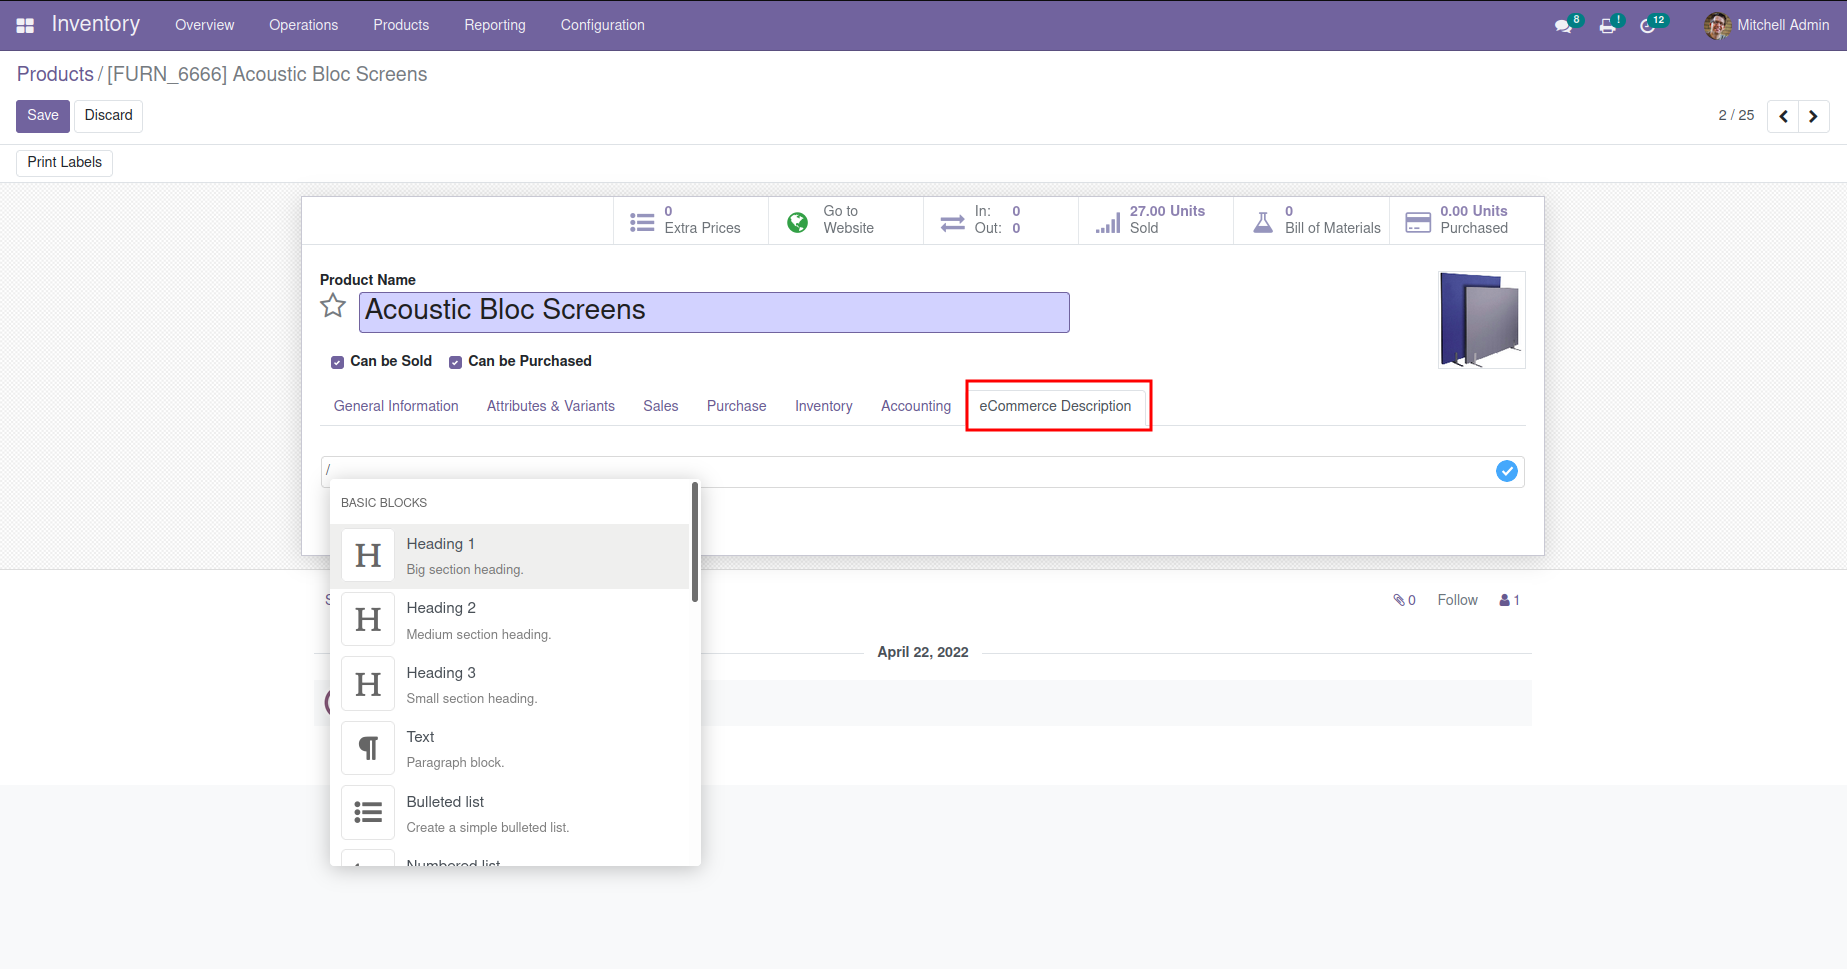 Inventory Overview Operations Products Reporting Configuration 8 ! 12 Mitchell Admin
Products / [FURN_6666] Acoustic Bloc Screens
Save Discard 2 / 25
Print Labels
0
Extra Prices
Go to
Website
In: 0
Out: 0
27.00 Units
Sold
0
Bill of Materials
0.00 Units
Purchased
Product Name
Acoustic Bloc Screens
Can be Sold Can be Purchased
General Information Attributes & Variants Sales Purchase Inventory Accounting eCommerce Description
/
BASIC BLOCKS
H Heading 1
Big section heading.
0 Follow 1
H Heading 2
Medium section heading.
April 22, 2022
H Heading 3
Small section heading.
¶ Text
Paragraph block.
Bulleted list
Create a simple bulleted list.
Numbered list